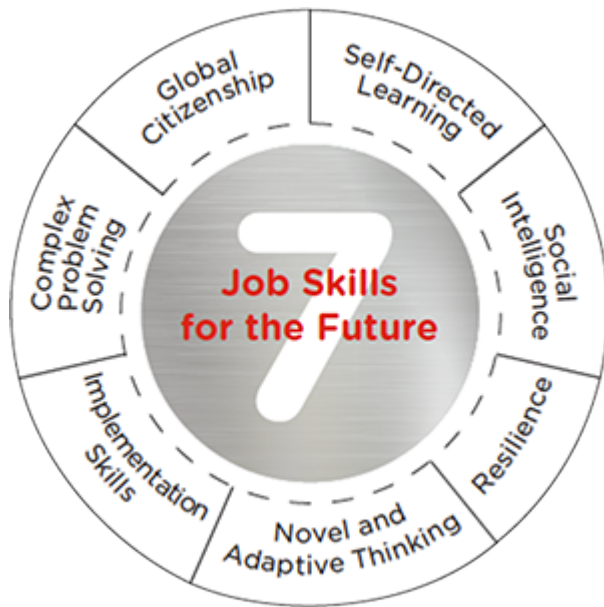 7
Job Skills
for the Future
Self-Directed
Learning
Social
Intelligence
Resilience
Novel and
Adaptive Thinking
Implementation
Skills
Complex
Problem
Solving
Global
Citizenship